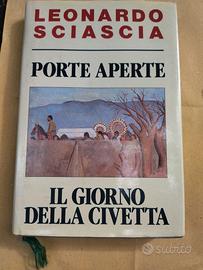 LEONARDO
SCIASCIA
PORTE APERTE
IL GIORNO
DELLA CIVETTA
subito